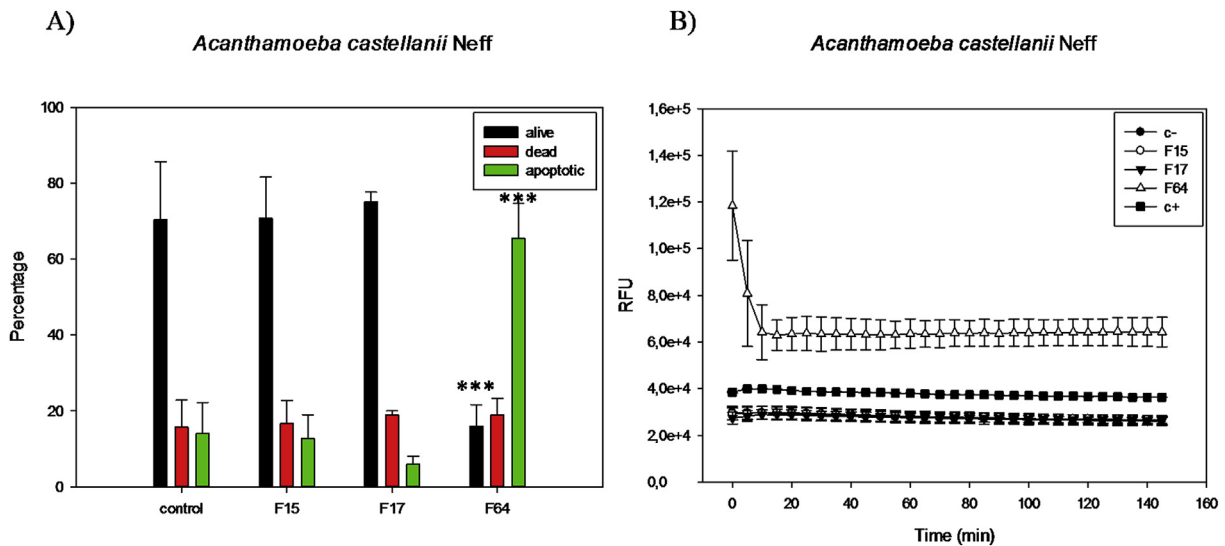 A)
Acanthamoeba castellanii Neff
Percentage
100
80
60
40
20
0
alive
dead
apoptotic
***
***
control F15 F17 F64
B)
Acanthamoeba castellanii Neff
RFU
1,6e+5
1,4e+5
1,2e+5
1,0e+5
8,0e+4
6,0e+4
4,0e+4
2,0e+4
0,0
c-
F15
F17
F64
c+
0 20 40 60 80 100 120 140 160
Time (min)